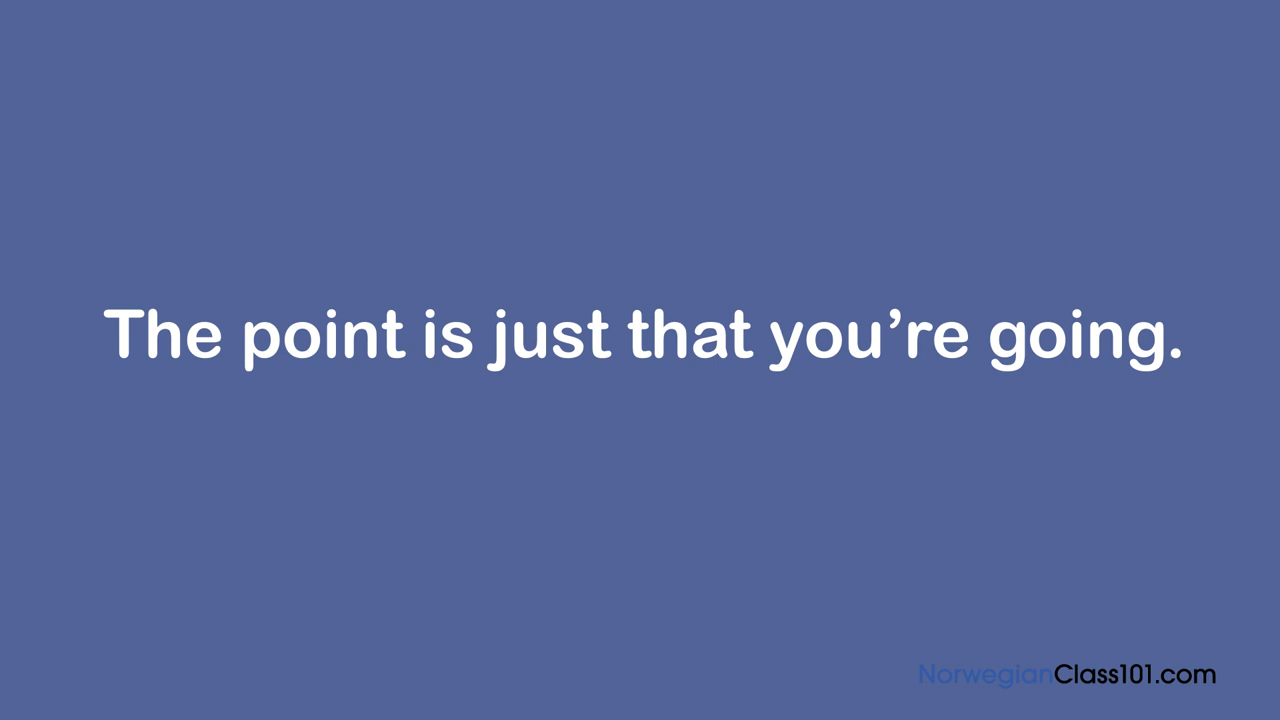 The point is just that you’re going.
NorwegianClass101.com